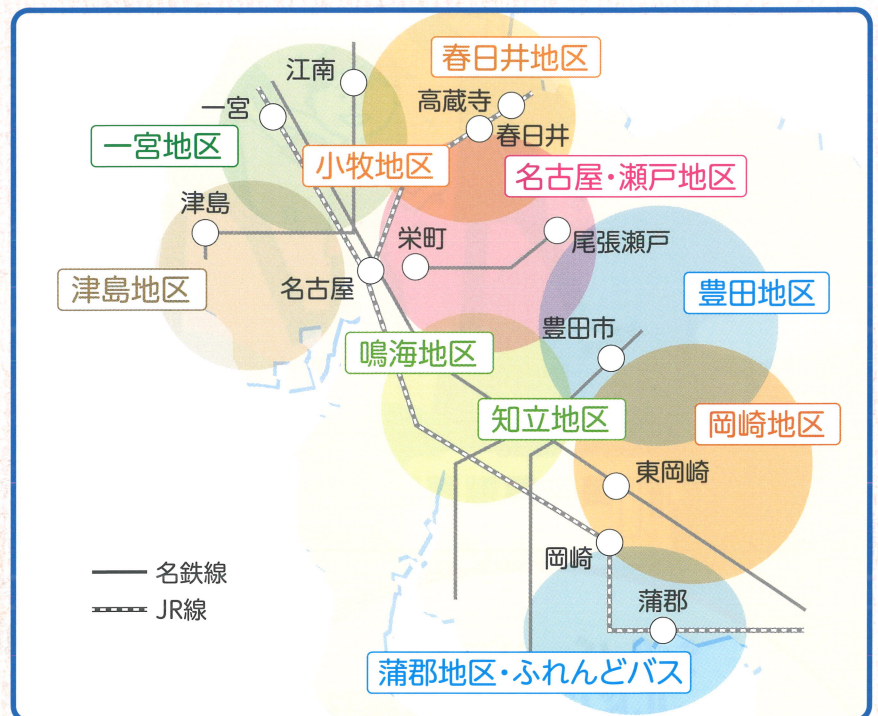 春日井地区
江南
高蔵寺
一宮
春日井
一宮地区
小牧地区
名古屋・瀬戸地区
津島
栄町
尾張瀬戸
津島地区
名古屋
豊田地区
豊田市
鳴海地区
知立地区
岡崎地区
東岡崎
岡崎
名鉄線
蒲郡
JR線
蒲郡地区・ふれんどバス